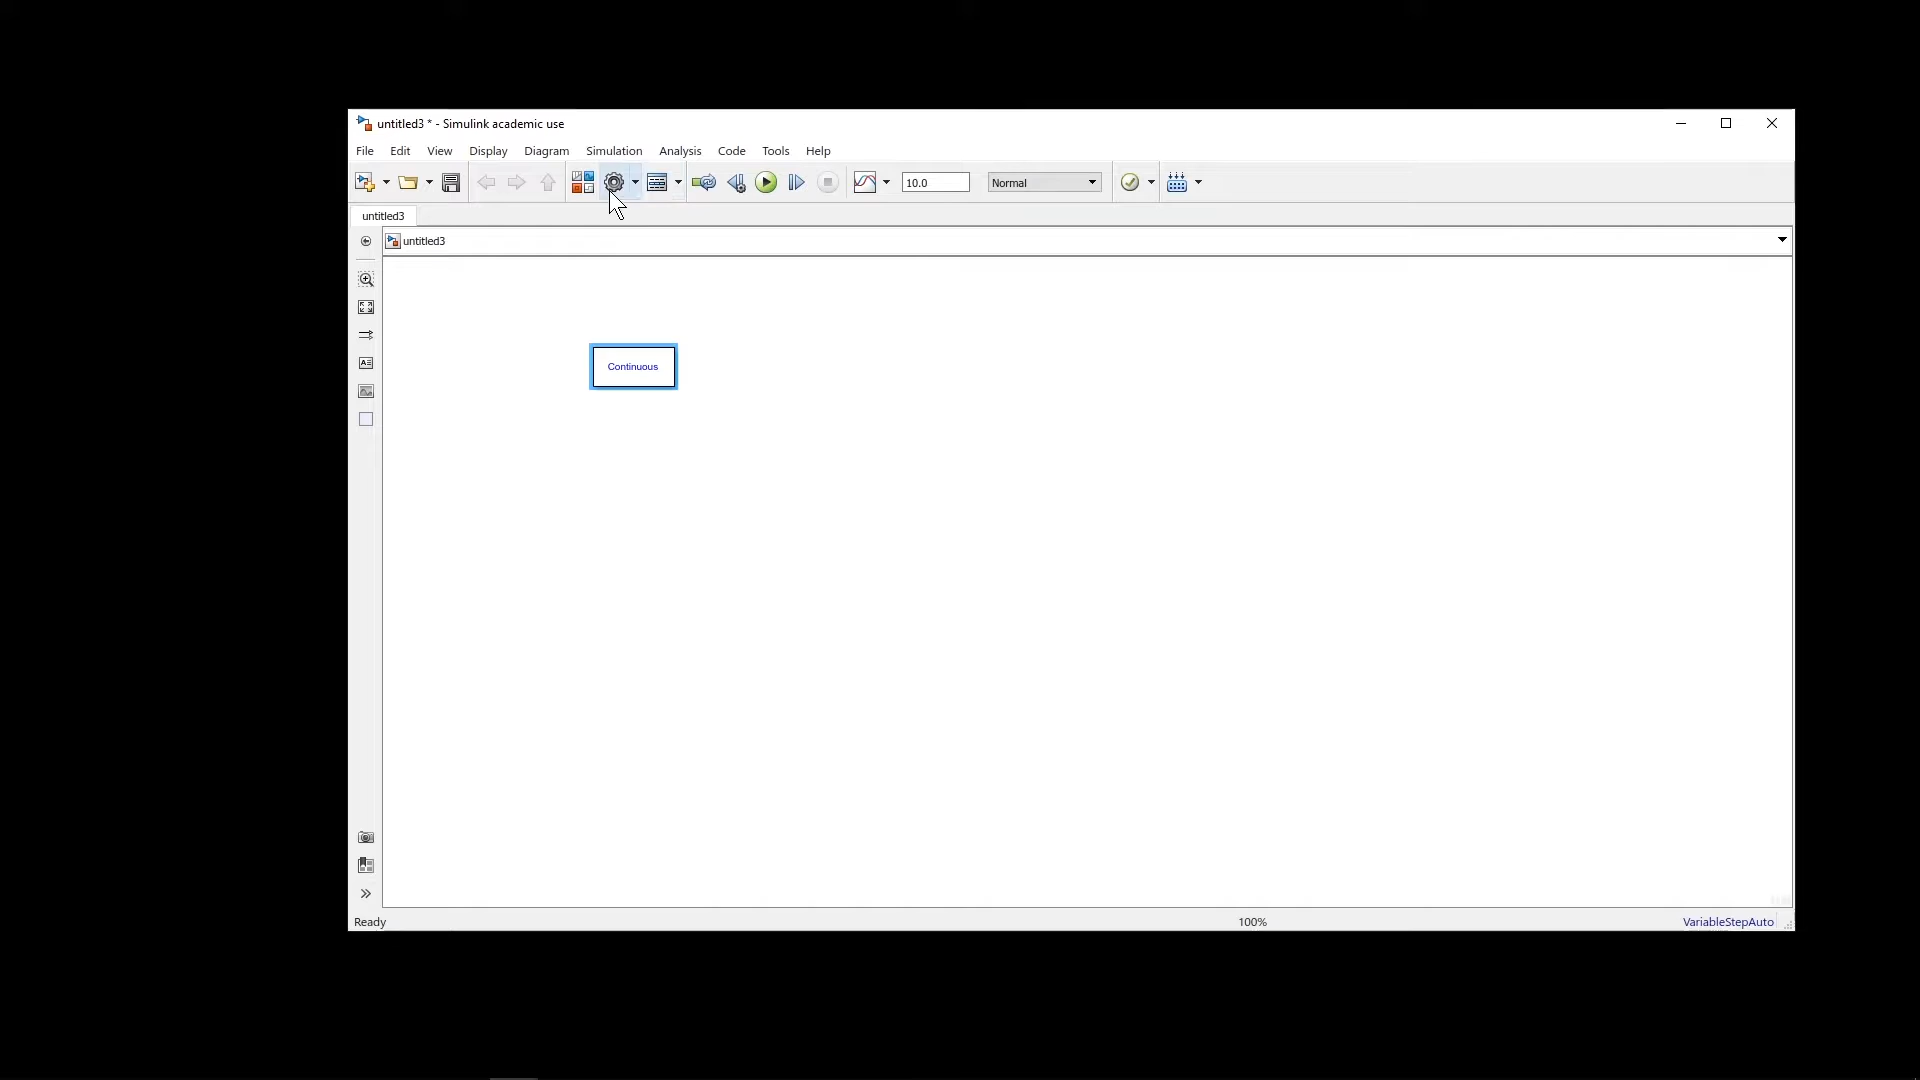 untitled3 * - Simulink academic use
File Edit View Display Diagram Simulation Analysis Code Tools Help
10.0 Normal
untitled3
untitled3
Continuous
Ready 100% VariableStepAuto